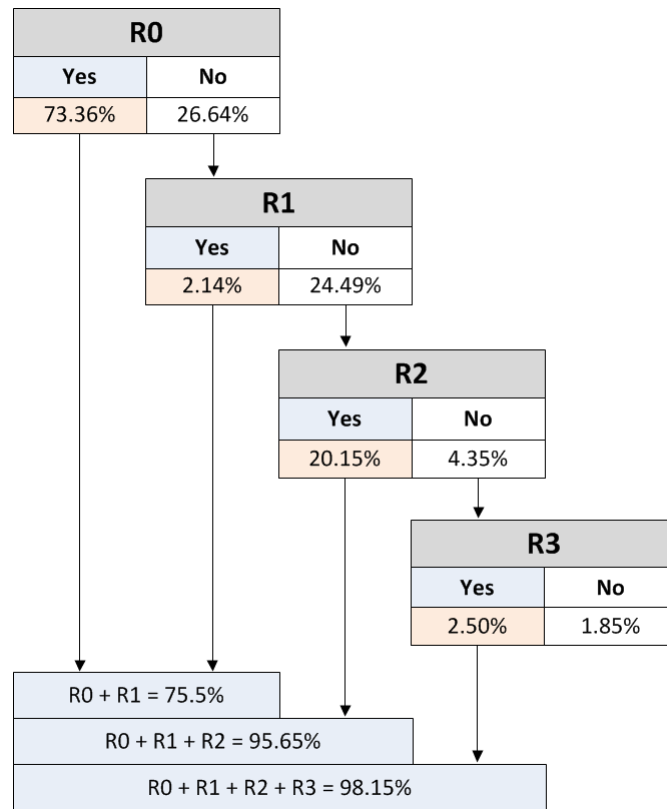 R0
Yes No
73.36% 26.64%
R1
Yes No
2.14% 24.49%
R2
Yes No
20.15% 4.35%
R3
Yes No
2.50% 1.85%
R0 + R1 = 75.5%
R0 + R1 + R2 = 95.65%
R0 + R1 + R2 + R3 = 98.15%